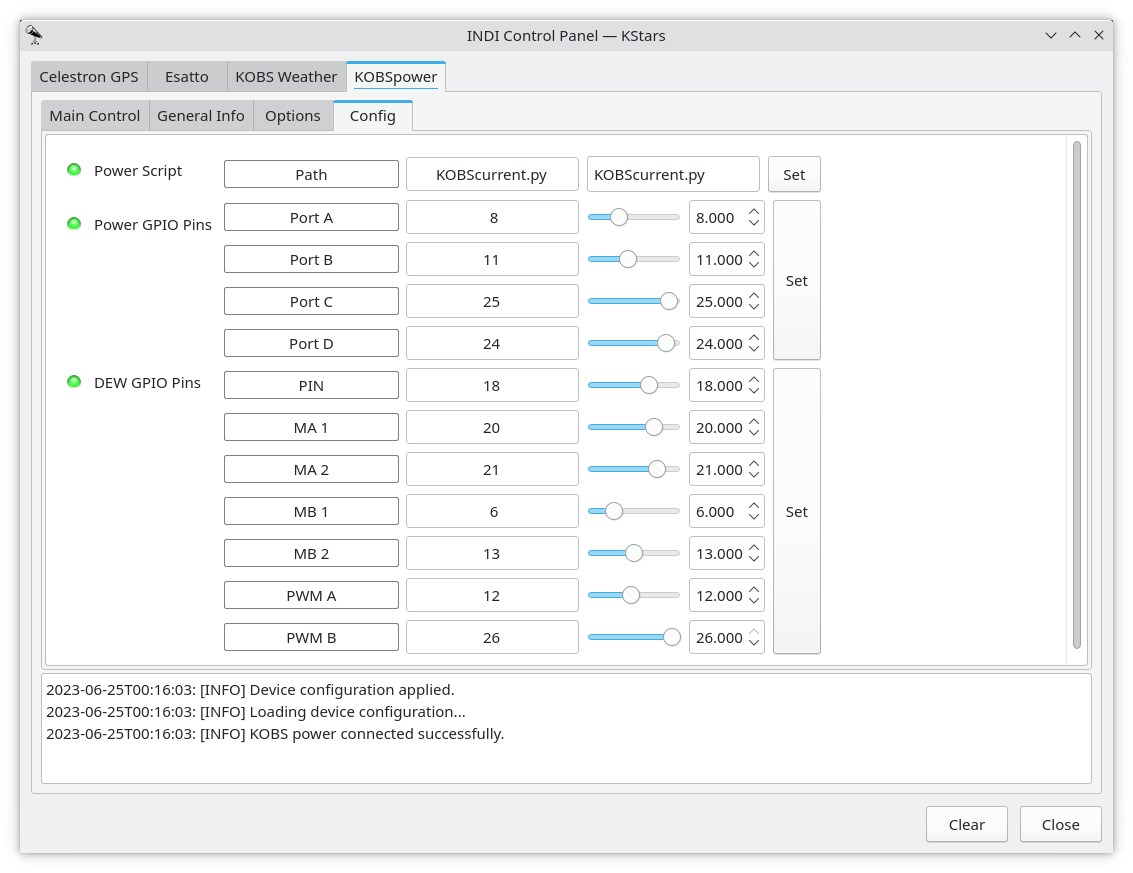 INDI Control Panel — KStars
Celestron GPS Esatto KOBS Weather KOBSpower
Main Control General Info Options Config
Power Script Path KOBScurrent.py KOBScurrent.py Set
Power GPIO Pins Port A 8 8.000
Port B 11 11.000
Set
Port C 25 25.000
Port D 24 24.000
DEW GPIO Pins PIN 18 18.000
MA 1 20 20.000
MA 2 21 21.000
MB 1 6 6.000 Set
MB 2 13 13.000
PWM A 12 12.000
PWM B 26 26.000
2023-06-25T00:16:03: [INFO] Device configuration applied.
2023-06-25T00:16:03: [INFO] Loading device configuration...
2023-06-25T00:16:03: [INFO] KOBS power connected successfully.
Clear Close